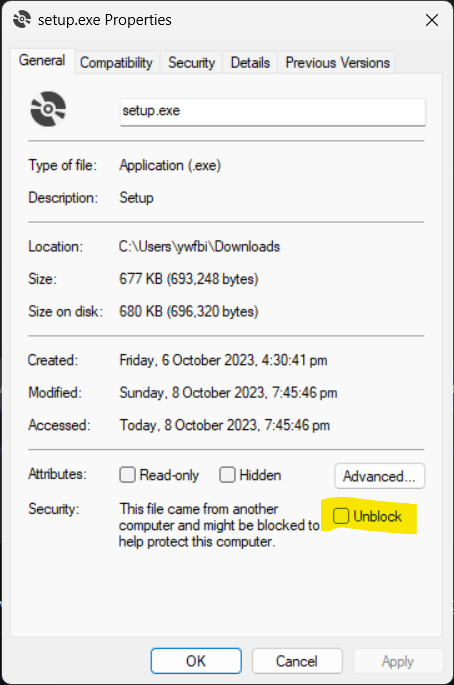 setup.exe Properties
General Compatibility Security Details Previous Versions
setup.exe
Type of file: Application (.exe)
Description: Setup
Location: C:\Users\ywfbi\Downloads
Size: 677 KB (693,248 bytes)
Size on disk: 680 KB (696,320 bytes)
Created: Friday, 6 October 2023, 4:30:41 pm
Modified: Sunday, 8 October 2023, 7:45:46 pm
Accessed: Today, 8 October 2023, 7:45:46 pm
Attributes: Read-only Hidden Advanced...
Security: This file came from another
computer and might be blocked to Unblock
help protect this computer.
OK Cancel Apply